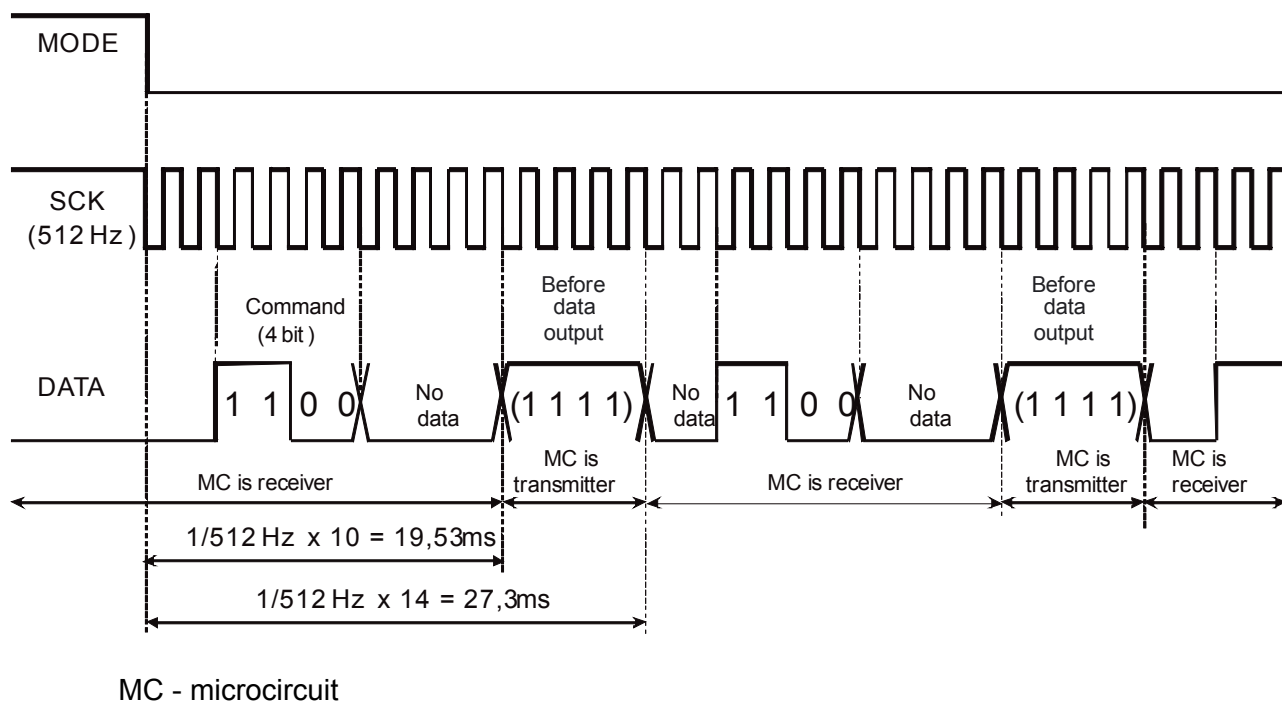 MODE
SCK
(512 Hz)
Command
(4 bit)
Before
data
output
Before
data
output
DATA
1 1 0 0
No
data
(1 1 1 1)
No
data
1 1 0 0
No
data
(1 1 1 1)
MC is receiver
MC is
transmitter
MC is receiver
MC is
transmitter
MC is
receiver
1/512 Hz x 10 = 19,53ms
1/512 Hz x 14 = 27,3ms
MC - microcircuit